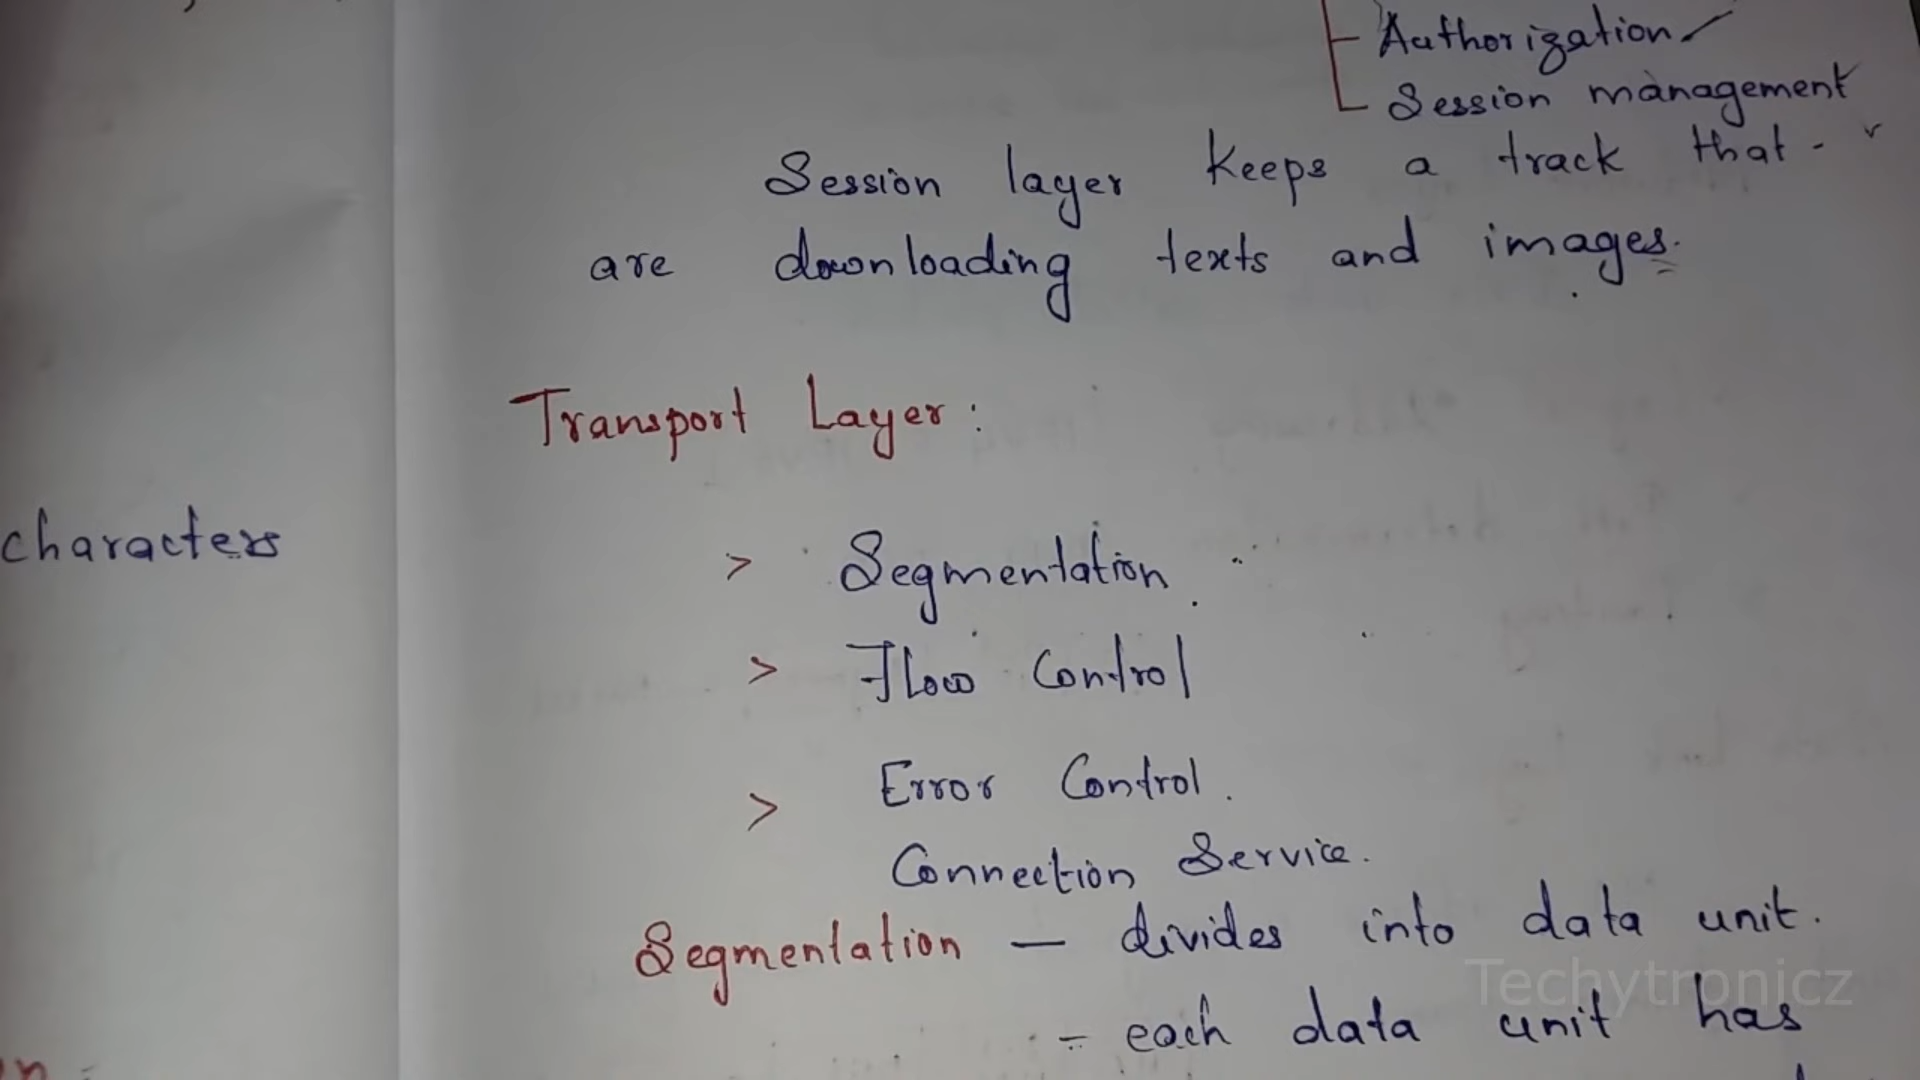 Authorization
Session management
Session layer keeps a track that
are downloading texts and images.
Transport Layer:
characters
> Segmentation.
> Flow Control
> Error Control.
Connection Service.
Segmentation — divides into data unit.
Techytronicz
- each data unit has